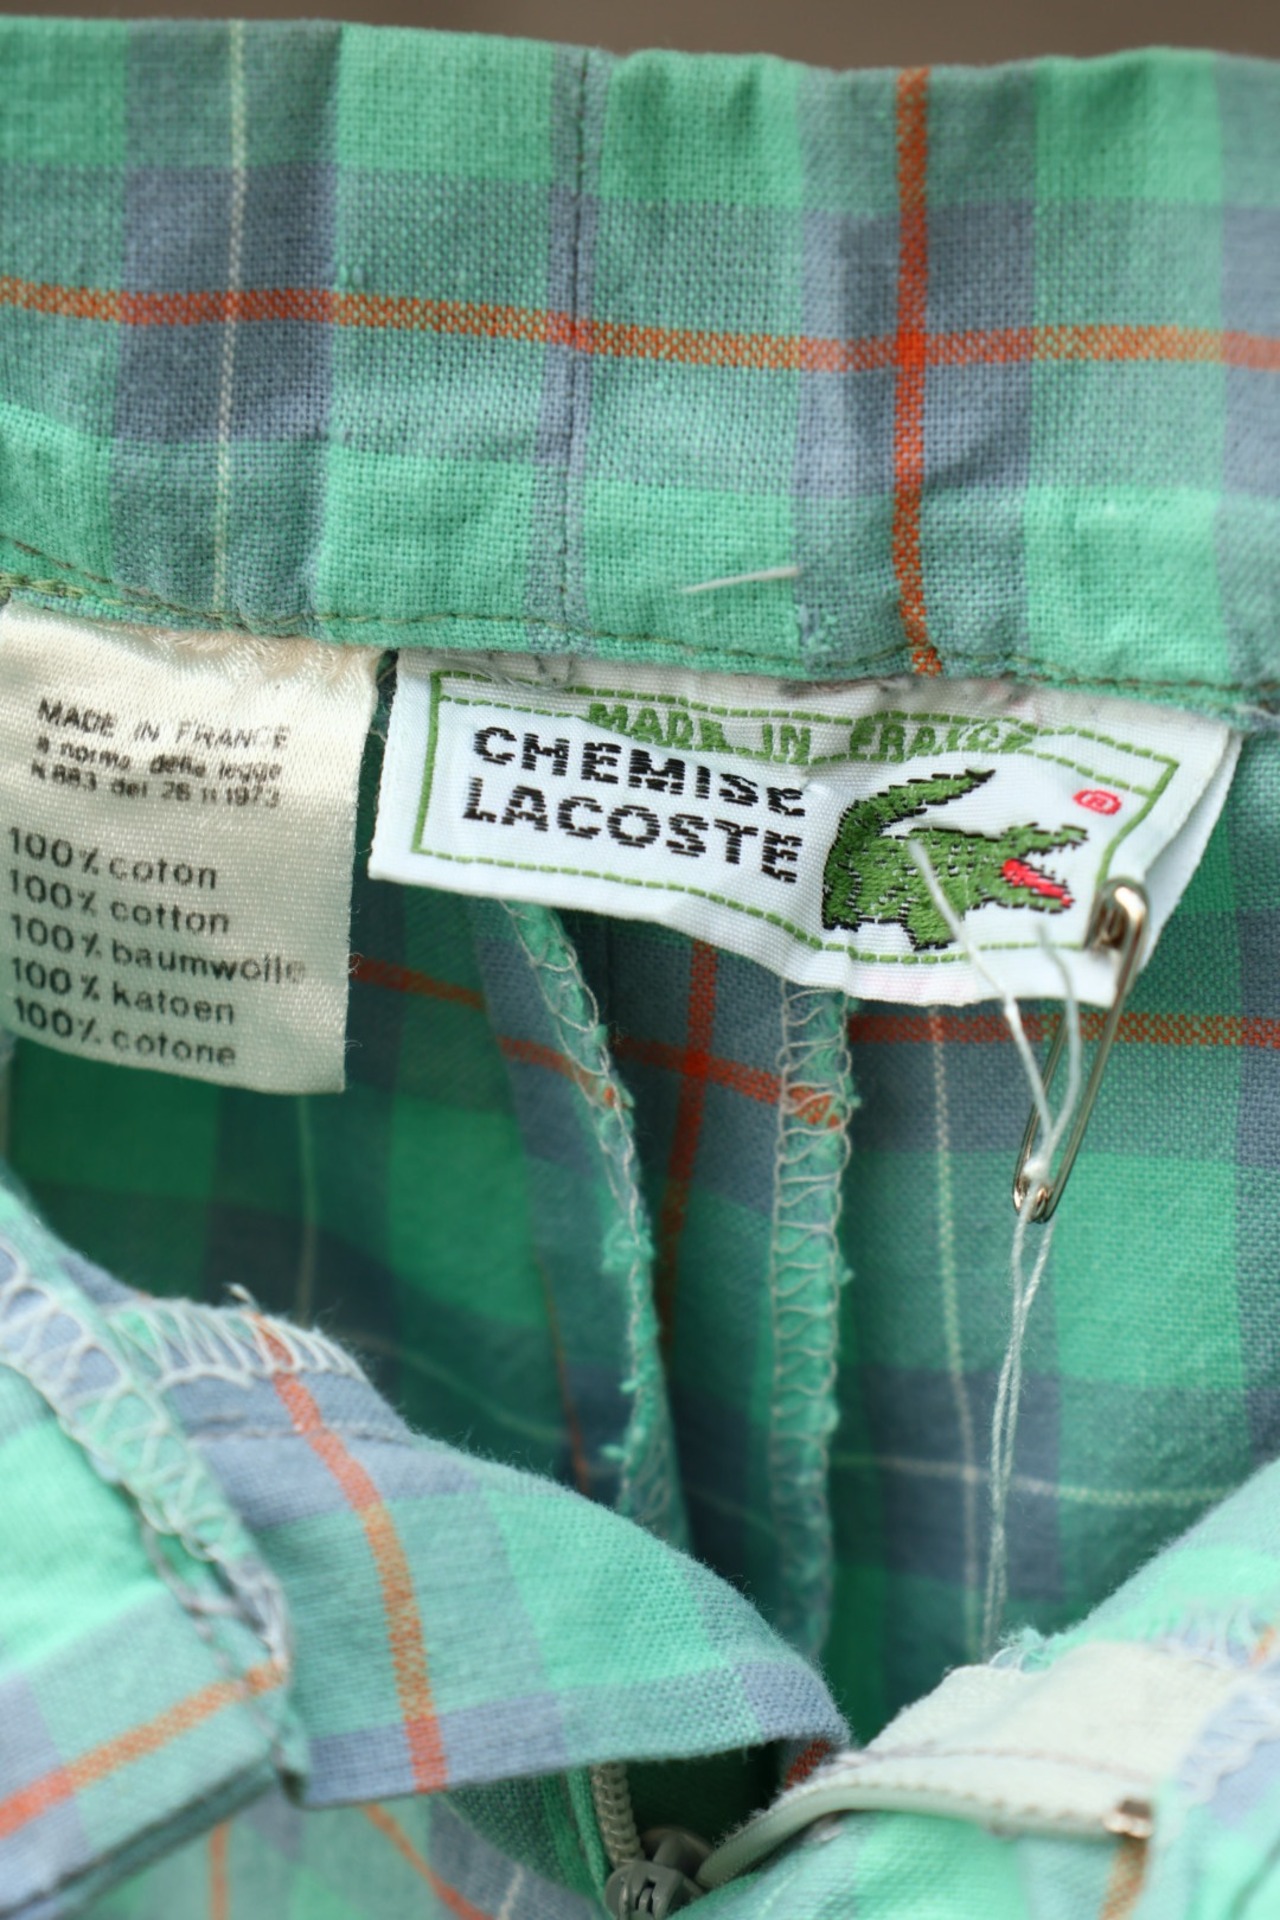 MADE IN FRANCE
a norma della legge
N 883 del 26 11 1973
100% coton
100% cotton
100% baumwolle
100% katoen
100% cotone
MADE IN FRANCE
CHEMISE
LACOSTE